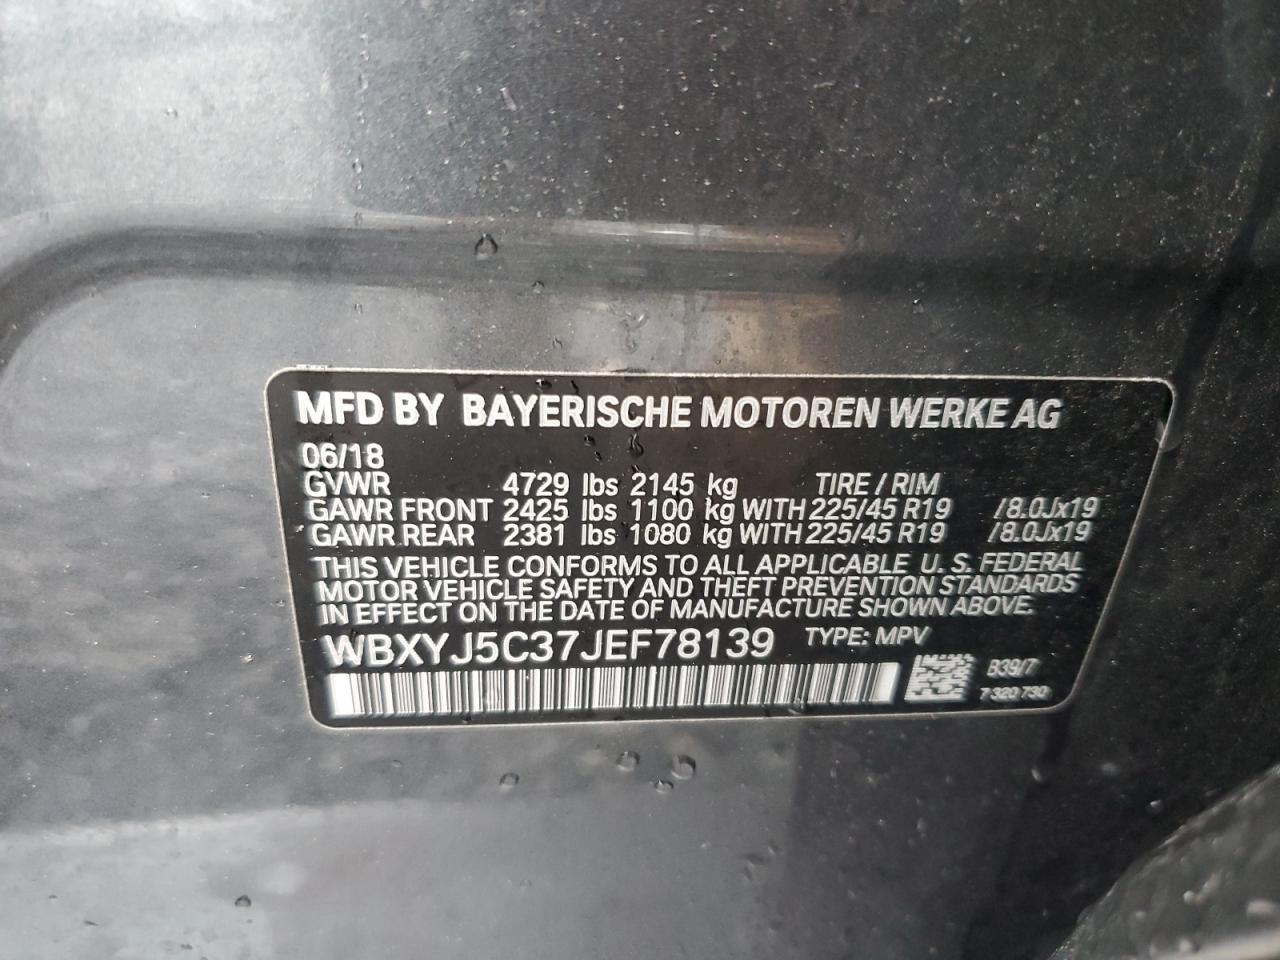 MFD BY BAYERISCHE MOTOREN WERKE AG
06/18
GVWR 4729 lbs 2145 kg TIRE / RIM
GAWR FRONT 2425 lbs 1100 kg WITH 225/45 R19 /8.0Jx19
GAWR REAR 2381 lbs 1080 kg WITH 225/45 R19 /8.0Jx19
THIS VEHICLE CONFORMS TO ALL APPLICABLE U. S. FEDERAL
MOTOR VEHICLE SAFETY AND THEFT PREVENTION STANDARDS
IN EFFECT ON THE DATE OF MANUFACTURE SHOWN ABOVE.
WBXYJ5C37JEF78139 TYPE: MPV
B39/7
7 320 730